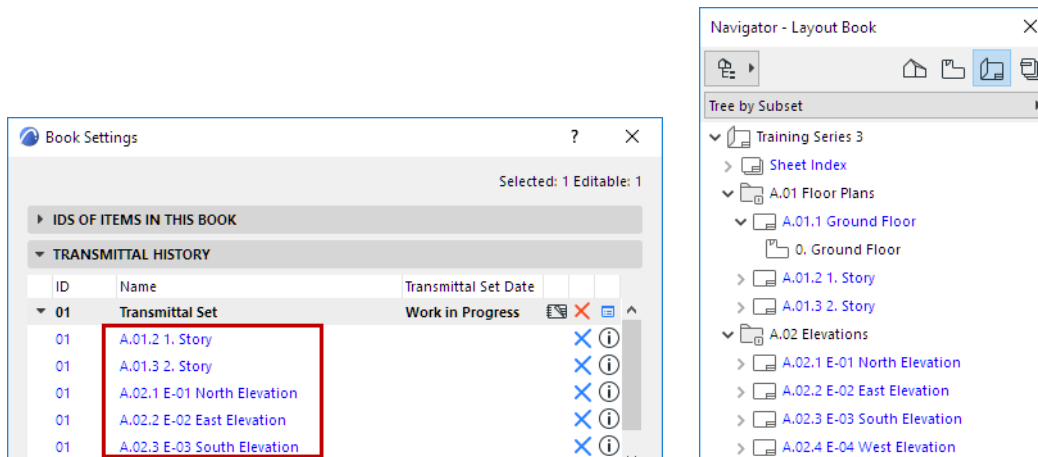 Book Settings ?
Selected: 1 Editable: 1
IDS OF ITEMS IN THIS BOOK
TRANSMITTAL HISTORY
ID Name Transmittal Set Date
01 Transmittal Set Work in Progress
01 A.01.2 1. Story
01 A.01.3 2. Story
01 A.02.1 E-01 North Elevation
01 A.02.2 E-02 East Elevation
01 A.02.3 E-03 South Elevation
Navigator - Layout Book
Tree by Subset
Training Series 3
Sheet Index
A.01 Floor Plans
A.01.1 Ground Floor
0. Ground Floor
A.01.2 1. Story
A.01.3 2. Story
A.02 Elevations
A.02.1 E-01 North Elevation
A.02.2 E-02 East Elevation
A.02.3 E-03 South Elevation
A.02.4 E-04 West Elevation